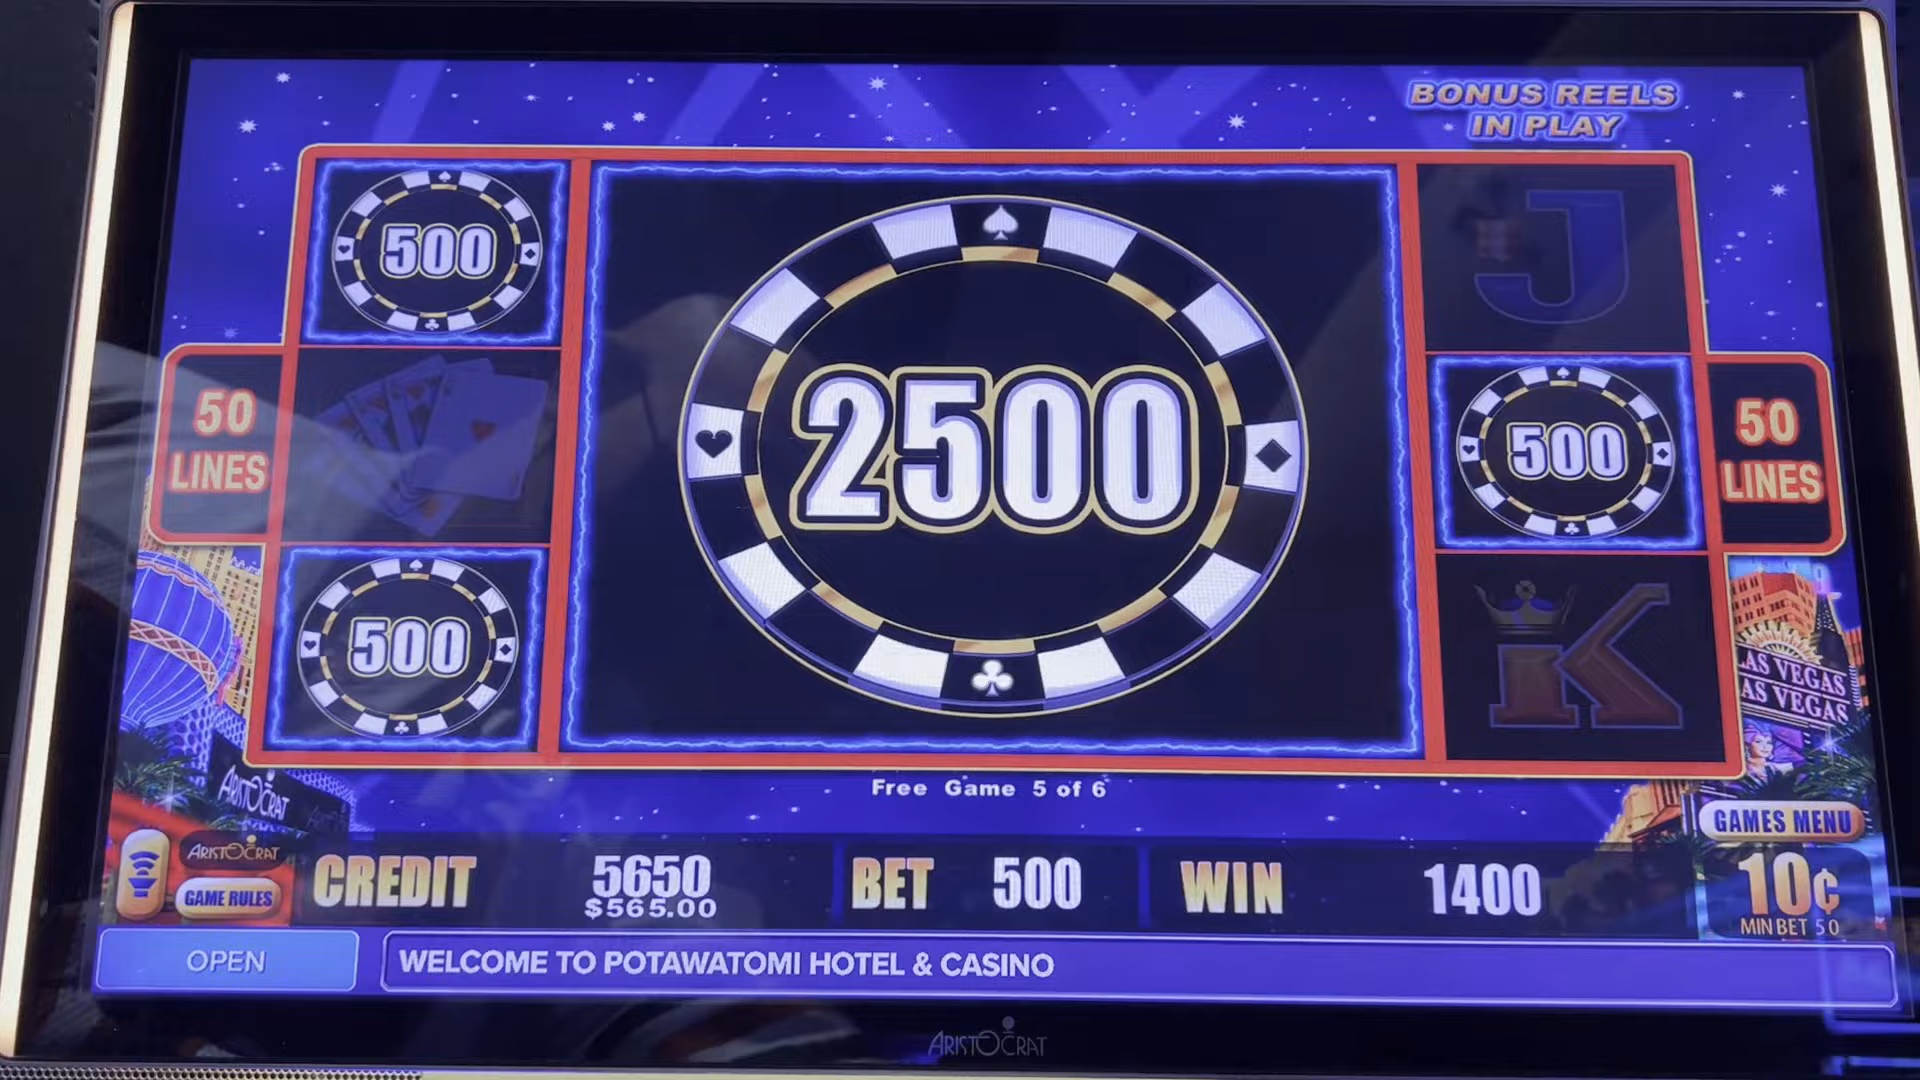 BONUS REELS
IN PLAY
500
2500
J
50
LINES
500
50
LINES
500
K
LAS VEGAS
LAS VEGAS
ARISTOCRAT
Free Game 5 of 6
GAMES MENU
ARISTOCRAT
GAME RULES
CREDIT 5650
$565.00
BET 500
WIN 1400
10¢
MIN BET 50
OPEN
WELCOME TO POTAWATOMI HOTEL & CASINO
ARISTOCRAT